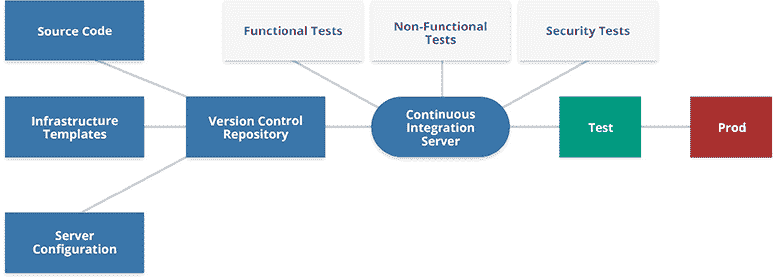 Source Code
Functional Tests
Non-Functional
Tests
Security Tests
Infrastructure
Templates
Version Control
Repository
Continuous
Integration
Server
Test
Prod
Server
Configuration